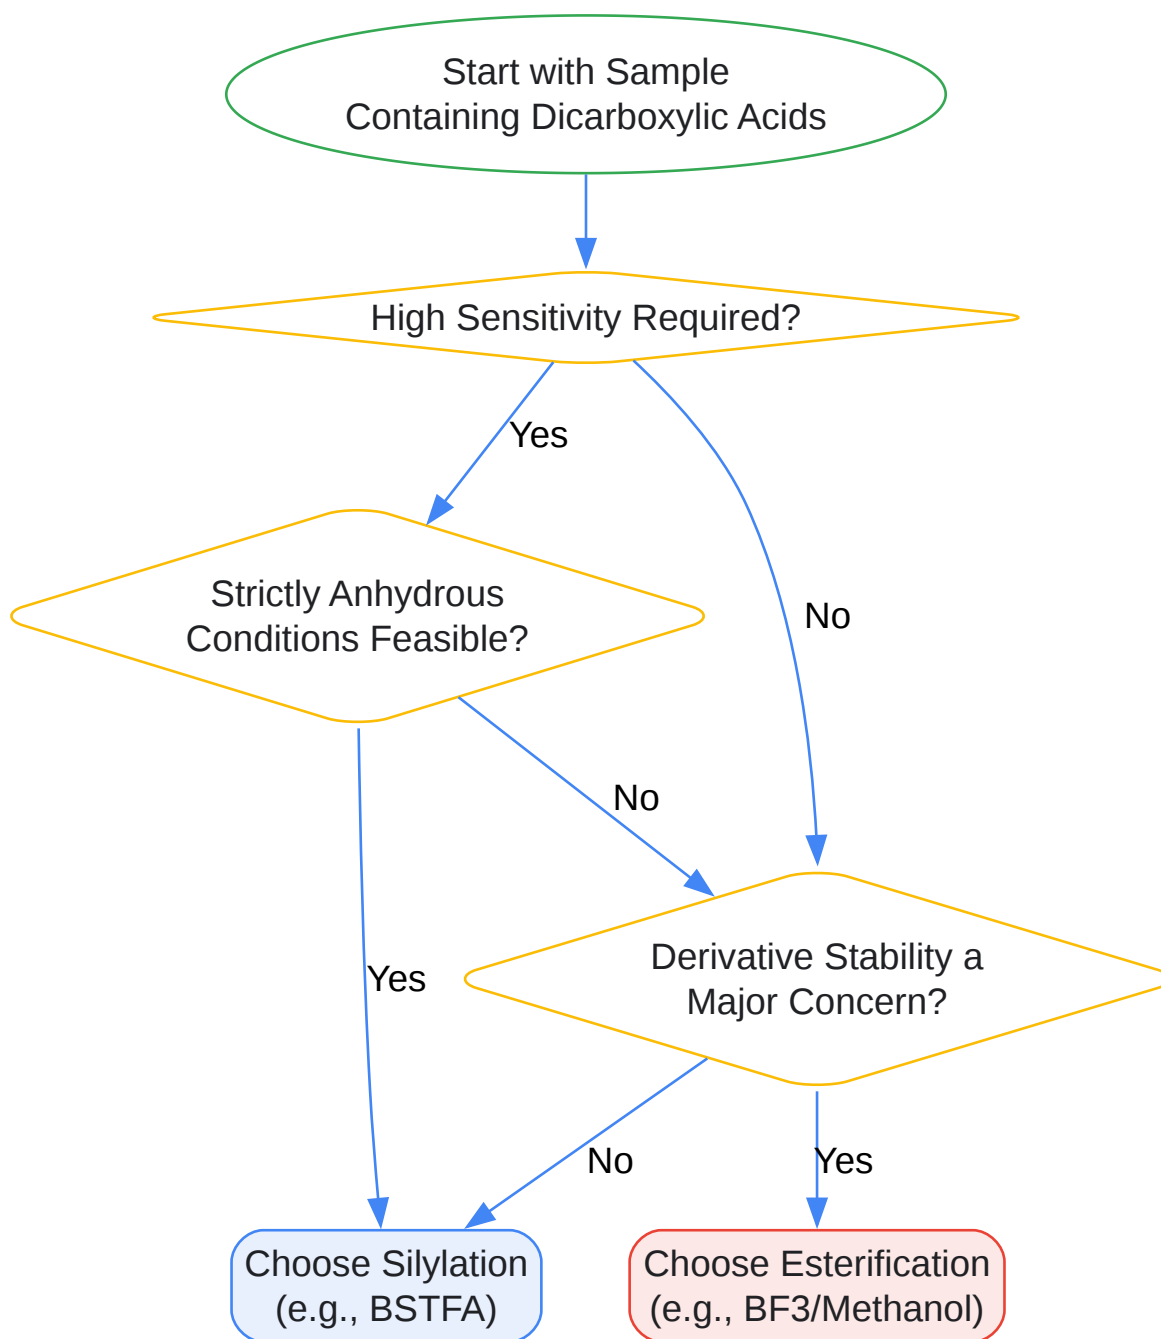 Start with Sample
Containing Dicarboxylic Acids
High Sensitivity Required?
Yes
Strictly Anhydrous
Conditions Feasible?
No
No
Derivative Stability a
Major Concern?
Yes
No
Yes
Choose Silylation
(e.g., BSTFA)
Choose Esterification
(e.g., BF3/Methanol)